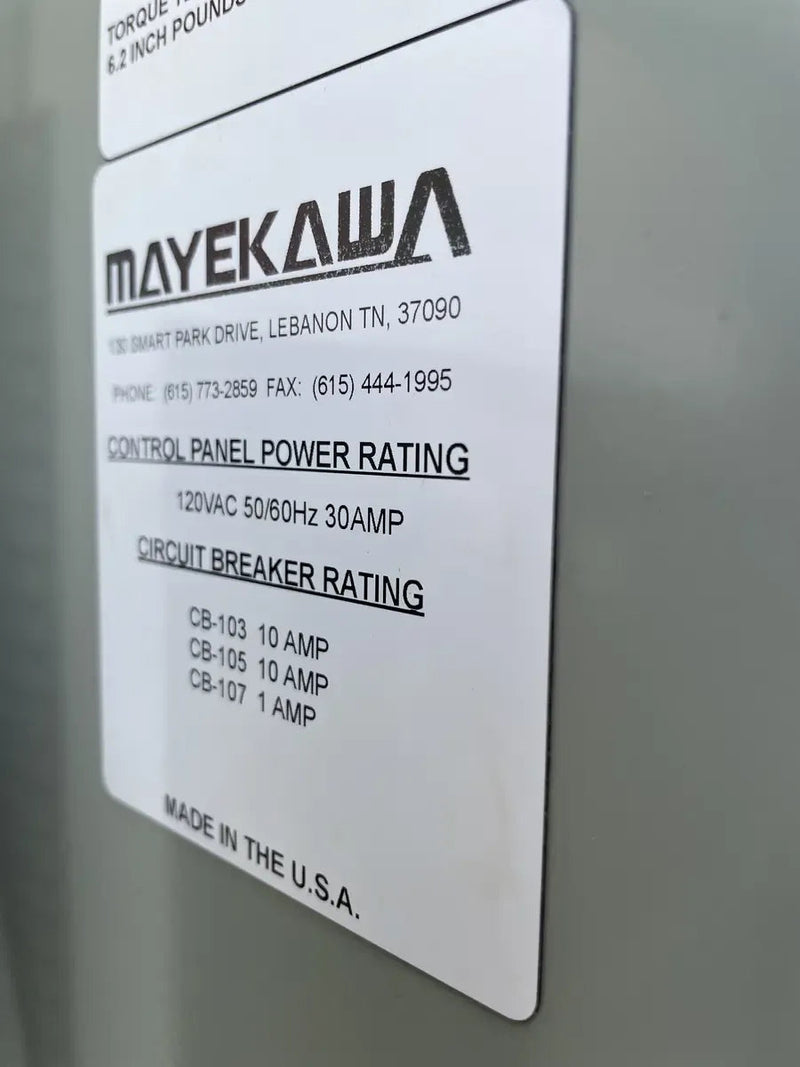 TORQUE
6.2 INCH POUNDS
MAYEKAWA
130 SMART PARK DRIVE, LEBANON TN, 37090
PHONE: (615) 773-2859 FAX: (615) 444-1995
CONTROL PANEL POWER RATING
120VAC 50/60Hz 30AMP
CIRCUIT BREAKER RATING
CB-103 10 AMP
CB-105 10 AMP
CB-107 1 AMP
MADE IN THE U.S.A.